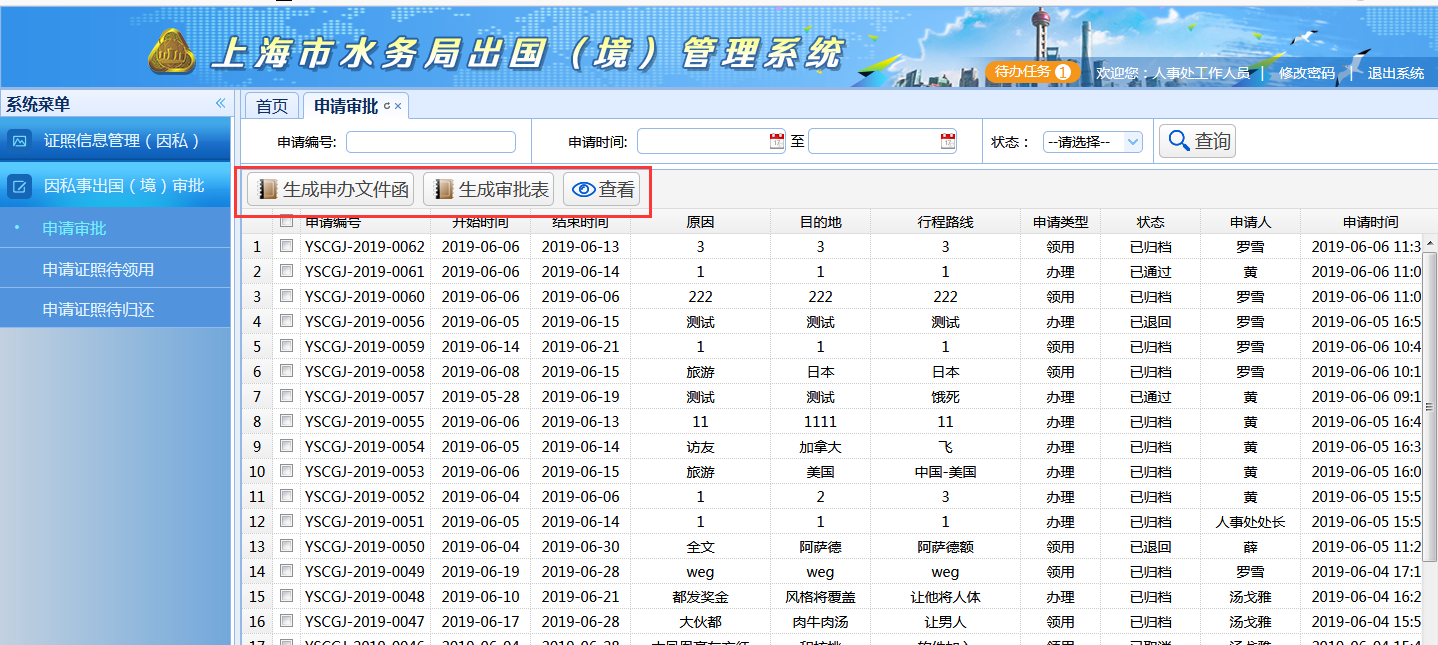 上海市水务局出国（境）管理系统
待办任务 1 欢迎您：人事处工作人员 | 修改密码 | 退出系统
系统菜单
证照信息管理（因私）
因私事出国（境）审批
申请审批
申请证照待领用
申请证照待归还
首页 申请审批
申请编号: 申请时间: 至 状态： --请选择-- 查询
生成申办文件函 生成审批表 查看
申请编号 开始时间 结束时间 原因 目的地 行程路线 申请类型 状态 申请人 申请时间
1 YSCGJ-2019-0062 2019-06-06 2019-06-13 3 3 3 领用 已归档 罗雪 2019-06-06 11:3
2 YSCGJ-2019-0061 2019-06-06 2019-06-14 1 1 1 办理 已通过 黄 2019-06-06 11:0
3 YSCGJ-2019-0060 2019-06-06 2019-06-06 222 222 222 领用 已归档 罗雪 2019-06-06 11:0
4 YSCGJ-2019-0056 2019-06-05 2019-06-15 测试 测试 测试 办理 已退回 罗雪 2019-06-05 16:5
5 YSCGJ-2019-0059 2019-06-14 2019-06-21 1 1 1 领用 已归档 罗雪 2019-06-06 10:4
6 YSCGJ-2019-0058 2019-06-08 2019-06-15 旅游 日本 日本 领用 已归档 罗雪 2019-06-06 10:1
7 YSCGJ-2019-0057 2019-05-28 2019-06-19 测试 测试 饿死 办理 已通过 黄 2019-06-06 09:1
8 YSCGJ-2019-0055 2019-06-06 2019-06-13 11 1111 11 办理 已归档 黄 2019-06-05 16:4
9 YSCGJ-2019-0054 2019-06-05 2019-06-14 访友 加拿大 飞 办理 已归档 黄 2019-06-05 16:3
10 YSCGJ-2019-0053 2019-06-06 2019-06-15 旅游 美国 中国-美国 办理 已归档 黄 2019-06-05 16:0
11 YSCGJ-2019-0052 2019-06-04 2019-06-06 1 2 3 办理 已归档 黄 2019-06-05 15:5
12 YSCGJ-2019-0051 2019-06-05 2019-06-14 1 1 1 办理 已归档 人事处处长 2019-06-05 15:5
13 YSCGJ-2019-0050 2019-06-04 2019-06-30 全文 阿萨德 阿萨德额 领用 已退回 薛 2019-06-05 11:2
14 YSCGJ-2019-0049 2019-06-19 2019-06-28 weg weg weg 领用 已归档 罗雪 2019-06-04 17:1
15 YSCGJ-2019-0048 2019-06-10 2019-06-21 都发奖金 风格将覆盖 让他将人体 办理 已归档 汤戈雅 2019-06-04 16:2
16 YSCGJ-2019-0047 2019-06-17 2019-06-28 大伙都 肉牛肉汤 让男人 领用 已归档 汤戈雅 2019-06-04 15:5
17 YSCGJ-2019-0046 2019-06-04 2019-06-28